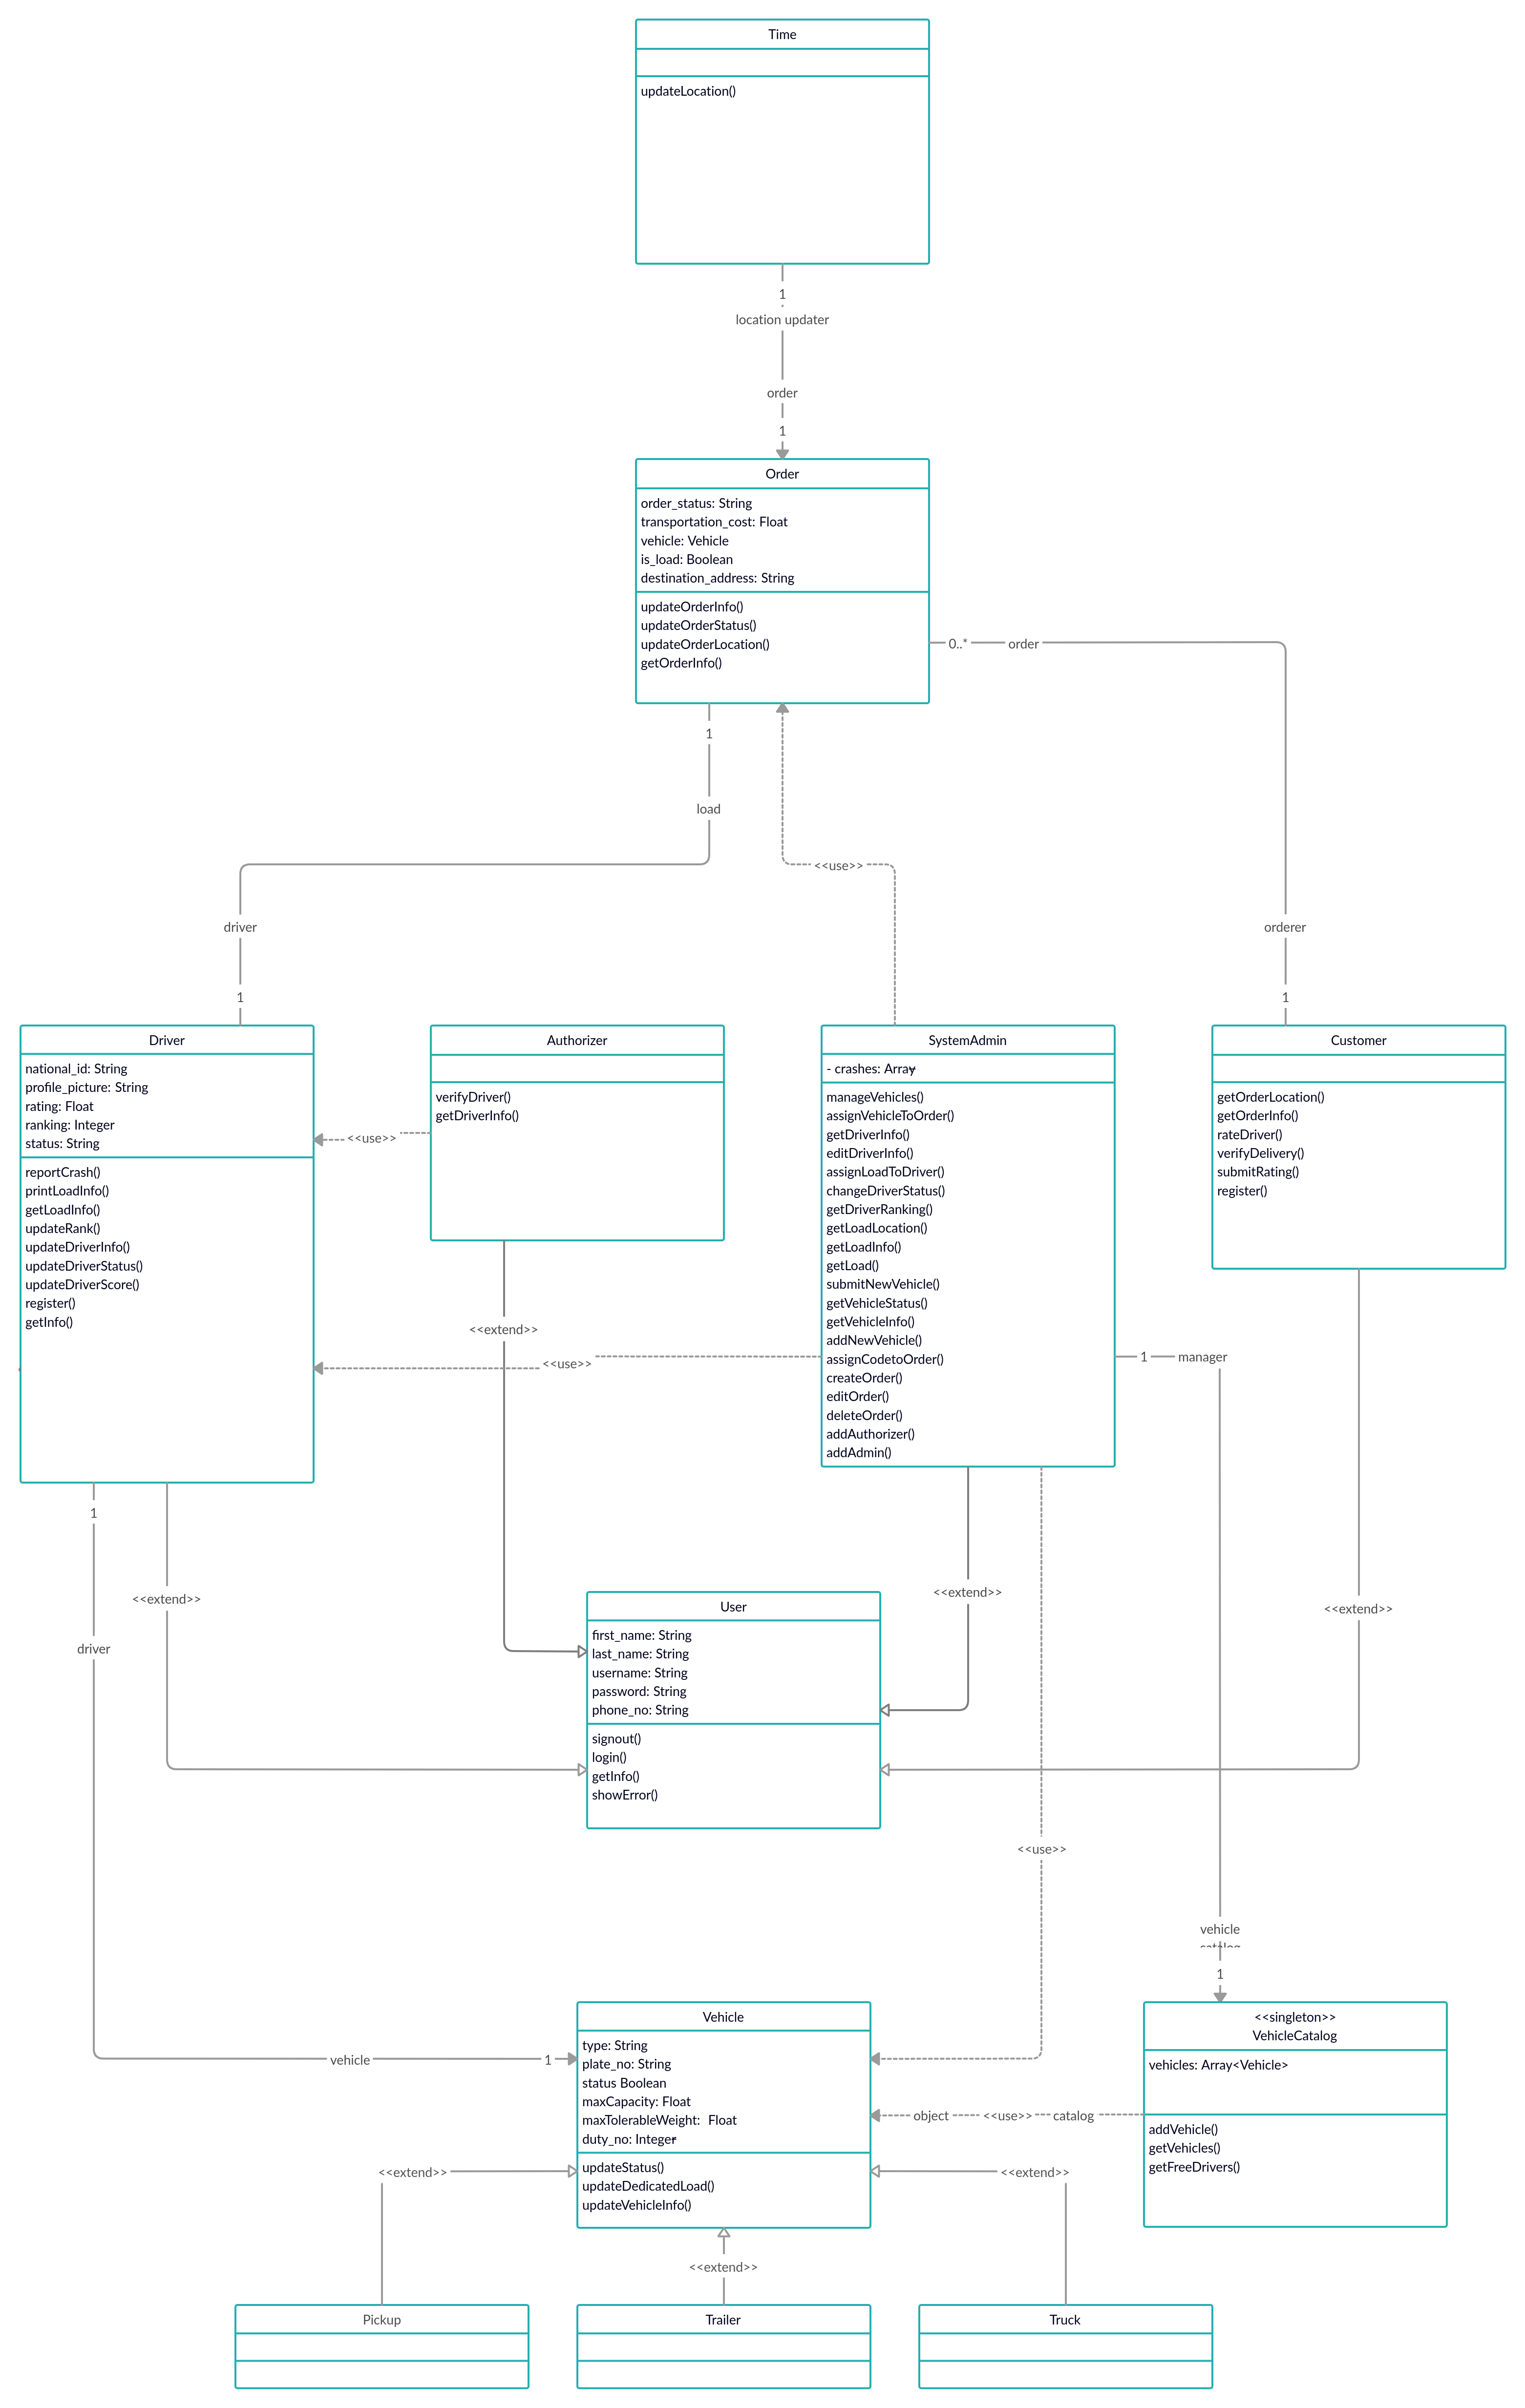 Time
updateLocation()
1
location updater
order
1
Order
order_status: String
transportation_cost: Float
vehicle: Vehicle
is_load: Boolean
destination_address: String
updateOrderInfo()
updateOrderStatus()
updateOrderLocation()
getOrderInfo()
0..*
order
1
load
<<use>>
driver
orderer
1
1
Driver
national_id: String
profile_picture: String
rating: Float
ranking: Integer
status: String
reportCrash()
printLoadInfo()
getLoadInfo()
updateRank()
updateDriverInfo()
updateDriverStatus()
updateDriverScore()
register()
getInfo()
<<use>>
Authorizer
verifyDriver()
getDriverInfo()
SystemAdmin
- crashes: Array
manageVehicles()
assignVehicleToOrder()
getDriverInfo()
editDriverInfo()
assignLoadToDriver()
changeDriverStatus()
getDriverRanking()
getLoadLocation()
getLoadInfo()
getLoad()
submitNewVehicle()
getVehicleStatus()
getVehicleInfo()
addNewVehicle()
assignCodetoOrder()
createOrder()
editOrder()
deleteOrder()
addAuthorizer()
addAdmin()
Customer
getOrderLocation()
getOrderInfo()
rateDriver()
verifyDelivery()
submitRating()
register()
<<extend>>
<<use>>
1
manager
1
<<extend>>
driver
<<extend>>
<<extend>>
User
first_name: String
last_name: String
username: String
password: String
phone_no: String
signout()
login()
getInfo()
showError()
<<use>>
vehicle
catalog
1
vehicle
1
Vehicle
type: String
plate_no: String
status Boolean
maxCapacity: Float
maxTolerableWeight:  Float
duty_no: Integer
updateStatus()
updateDedicatedLoad()
updateVehicleInfo()
object
<<use>>
catalog
<<singleton>>
VehicleCatalog
vehicles: Array<Vehicle>
addVehicle()
getVehicles()
getFreeDrivers()
<<extend>>
<<extend>>
<<extend>>
Pickup
Trailer
Truck